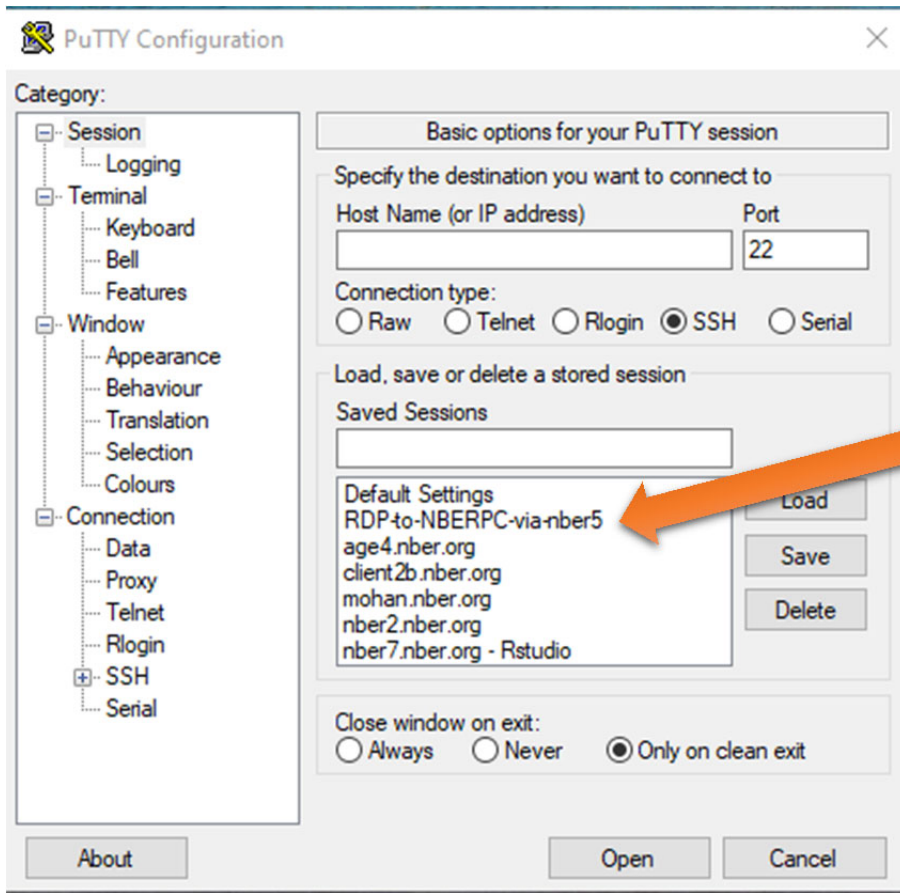 PuTTY Configuration
Category:
Session
Logging
Terminal
Keyboard
Bell
Features
Window
Appearance
Behaviour
Translation
Selection
Colours
Connection
Data
Proxy
Telnet
Rlogin
SSH
Serial
Basic options for your PuTTY session
Specify the destination you want to connect to
Host Name (or IP address) Port
22
Connection type:
Raw Telnet Rlogin SSH Serial
Load, save or delete a stored session
Saved Sessions
Default Settings
RDP-to-NBERPC-via-nber5
age4.nber.org
client2b.nber.org
mohan.nber.org
nber2.nber.org
nber7.nber.org - Rstudio
Load
Save
Delete
Close window on exit:
Always Never Only on clean exit
About Open Cancel